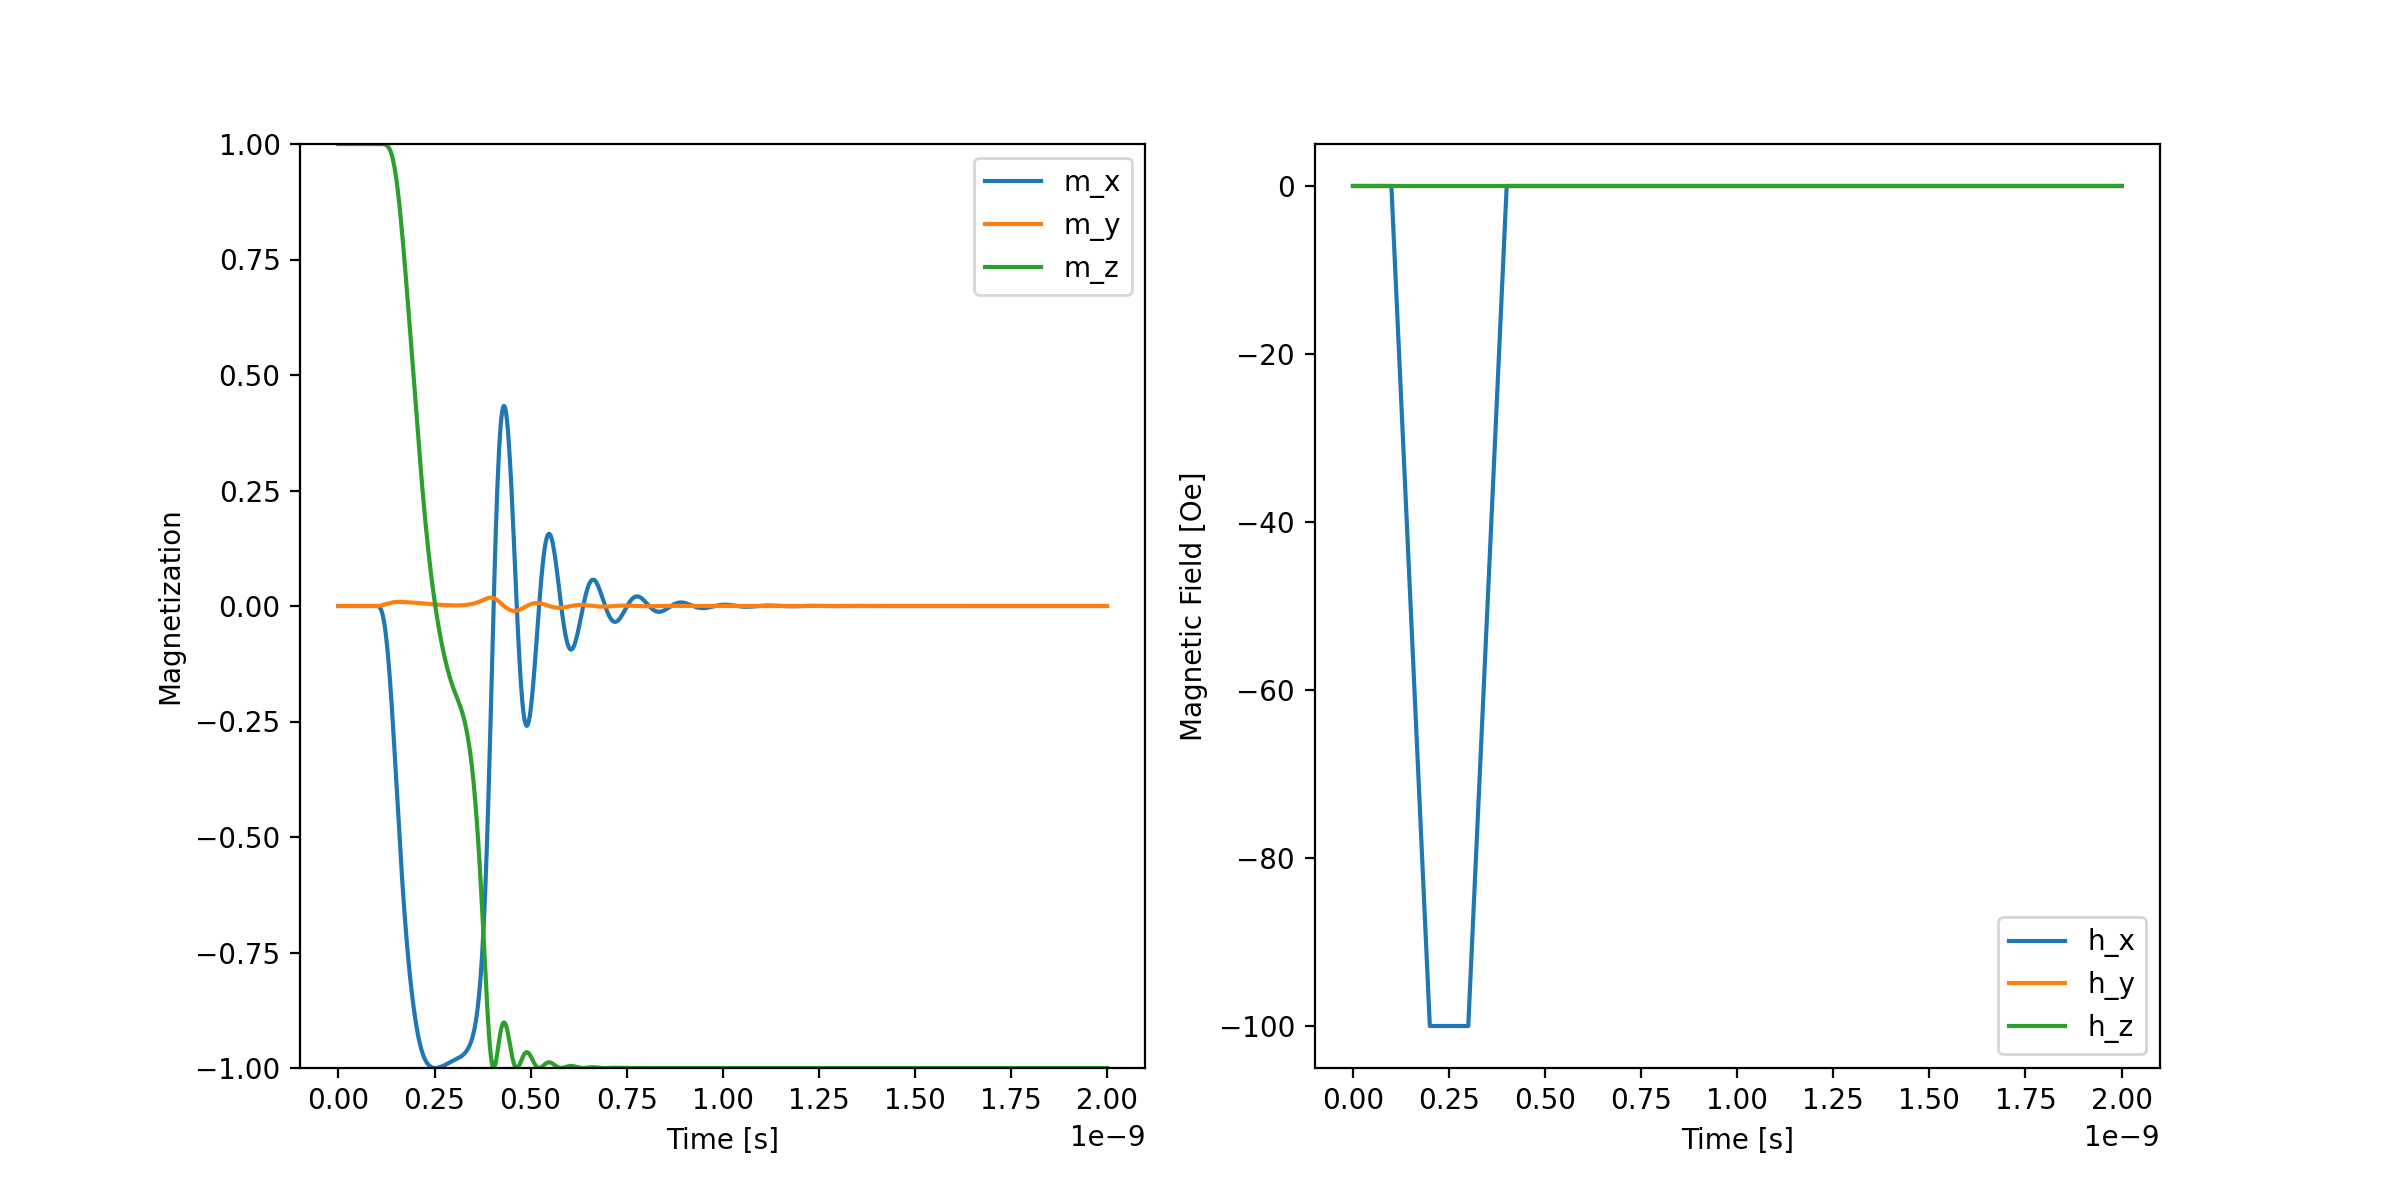 1.00
0.75
0.50
0.25
0.00
−0.25
−0.50
−0.75
−1.00
Magnetization
m_x
m_y
m_z
0.00 0.25 0.50 0.75 1.00 1.25 1.50 1.75 2.00
1e−9
Time [s]
0
−20
−40
−60
−80
−100
Magnetic Field [Oe]
h_x
h_y
h_z
0.00 0.25 0.50 0.75 1.00 1.25 1.50 1.75 2.00
1e−9
Time [s]